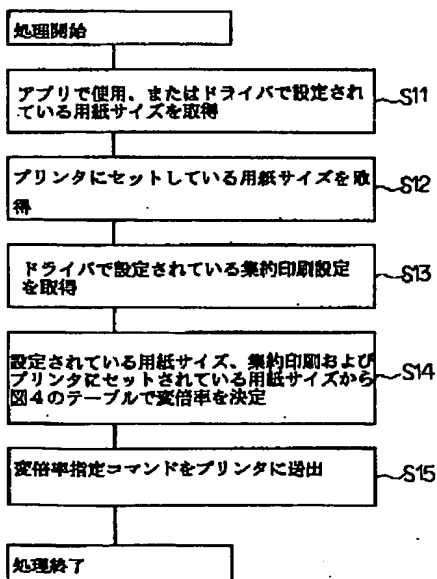 処理開始
アプリで使用、またはドライバで設定され
ている用紙サイズを取得
S11
プリンタにセットしている用紙サイズを取
得
S12
ドライバで設定されている集約印刷設定
を取得
S13
設定されている用紙サイズ、集約印刷および
プリンタにセットされている用紙サイズから
図4のテーブルで変倍率を決定
S14
変倍率指定コマンドをプリンタに送出
S15
処理終了